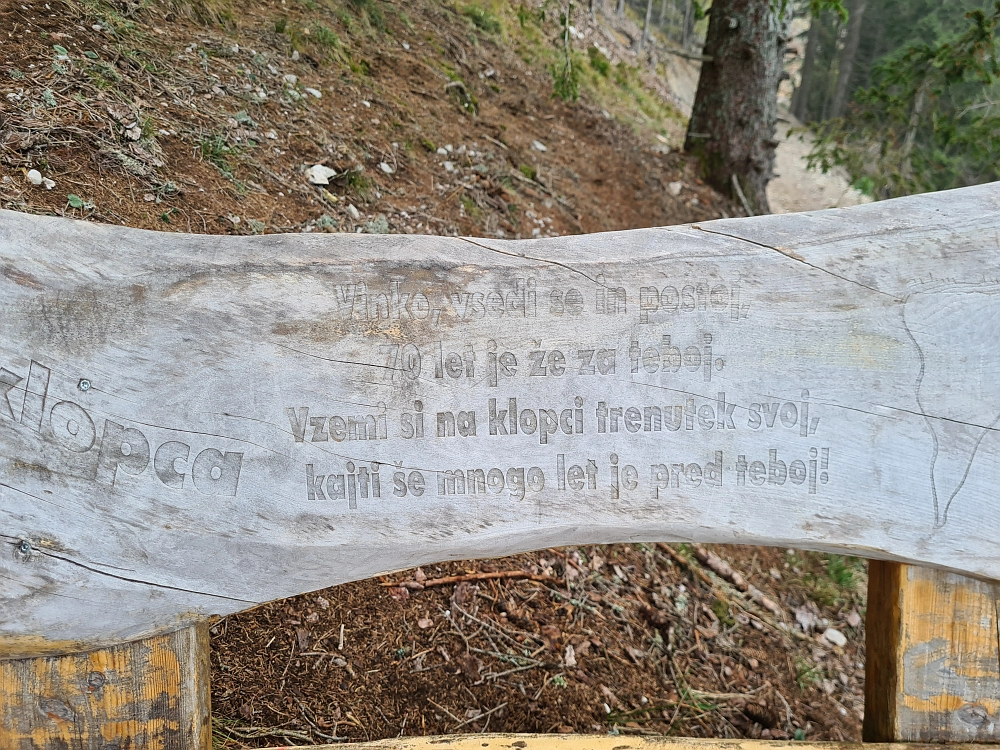 klopca
Vinko, vsedi se in postoj,
70 let je že za teboj.
Vzemi si na klopci trenutek svoj,
kajti še mnogo let je pred teboj!